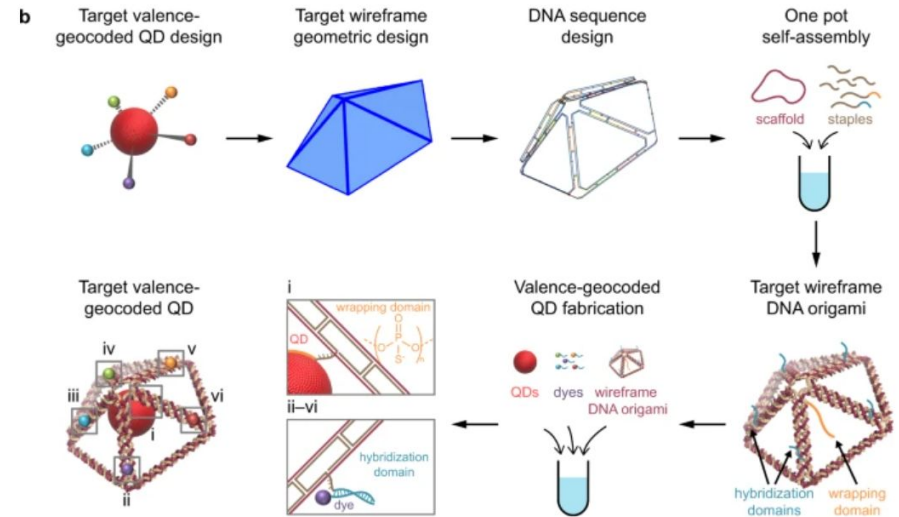 b
Target valence-
geocoded QD design
Target wireframe
geometric design
DNA sequence
design
One pot
self-assembly
scaffold
staples
Target valence-
geocoded QD
iv
v
iii
vi
i
ii
i
wrapping domain
QD
O
O
P
O
S-
n
ii–vi
hybridization
domain
dye
Valence-geocoded
QD fabrication
QDs
dyes
wireframe
DNA origami
Target wireframe
DNA origami
hybridization
domains
wrapping
domain